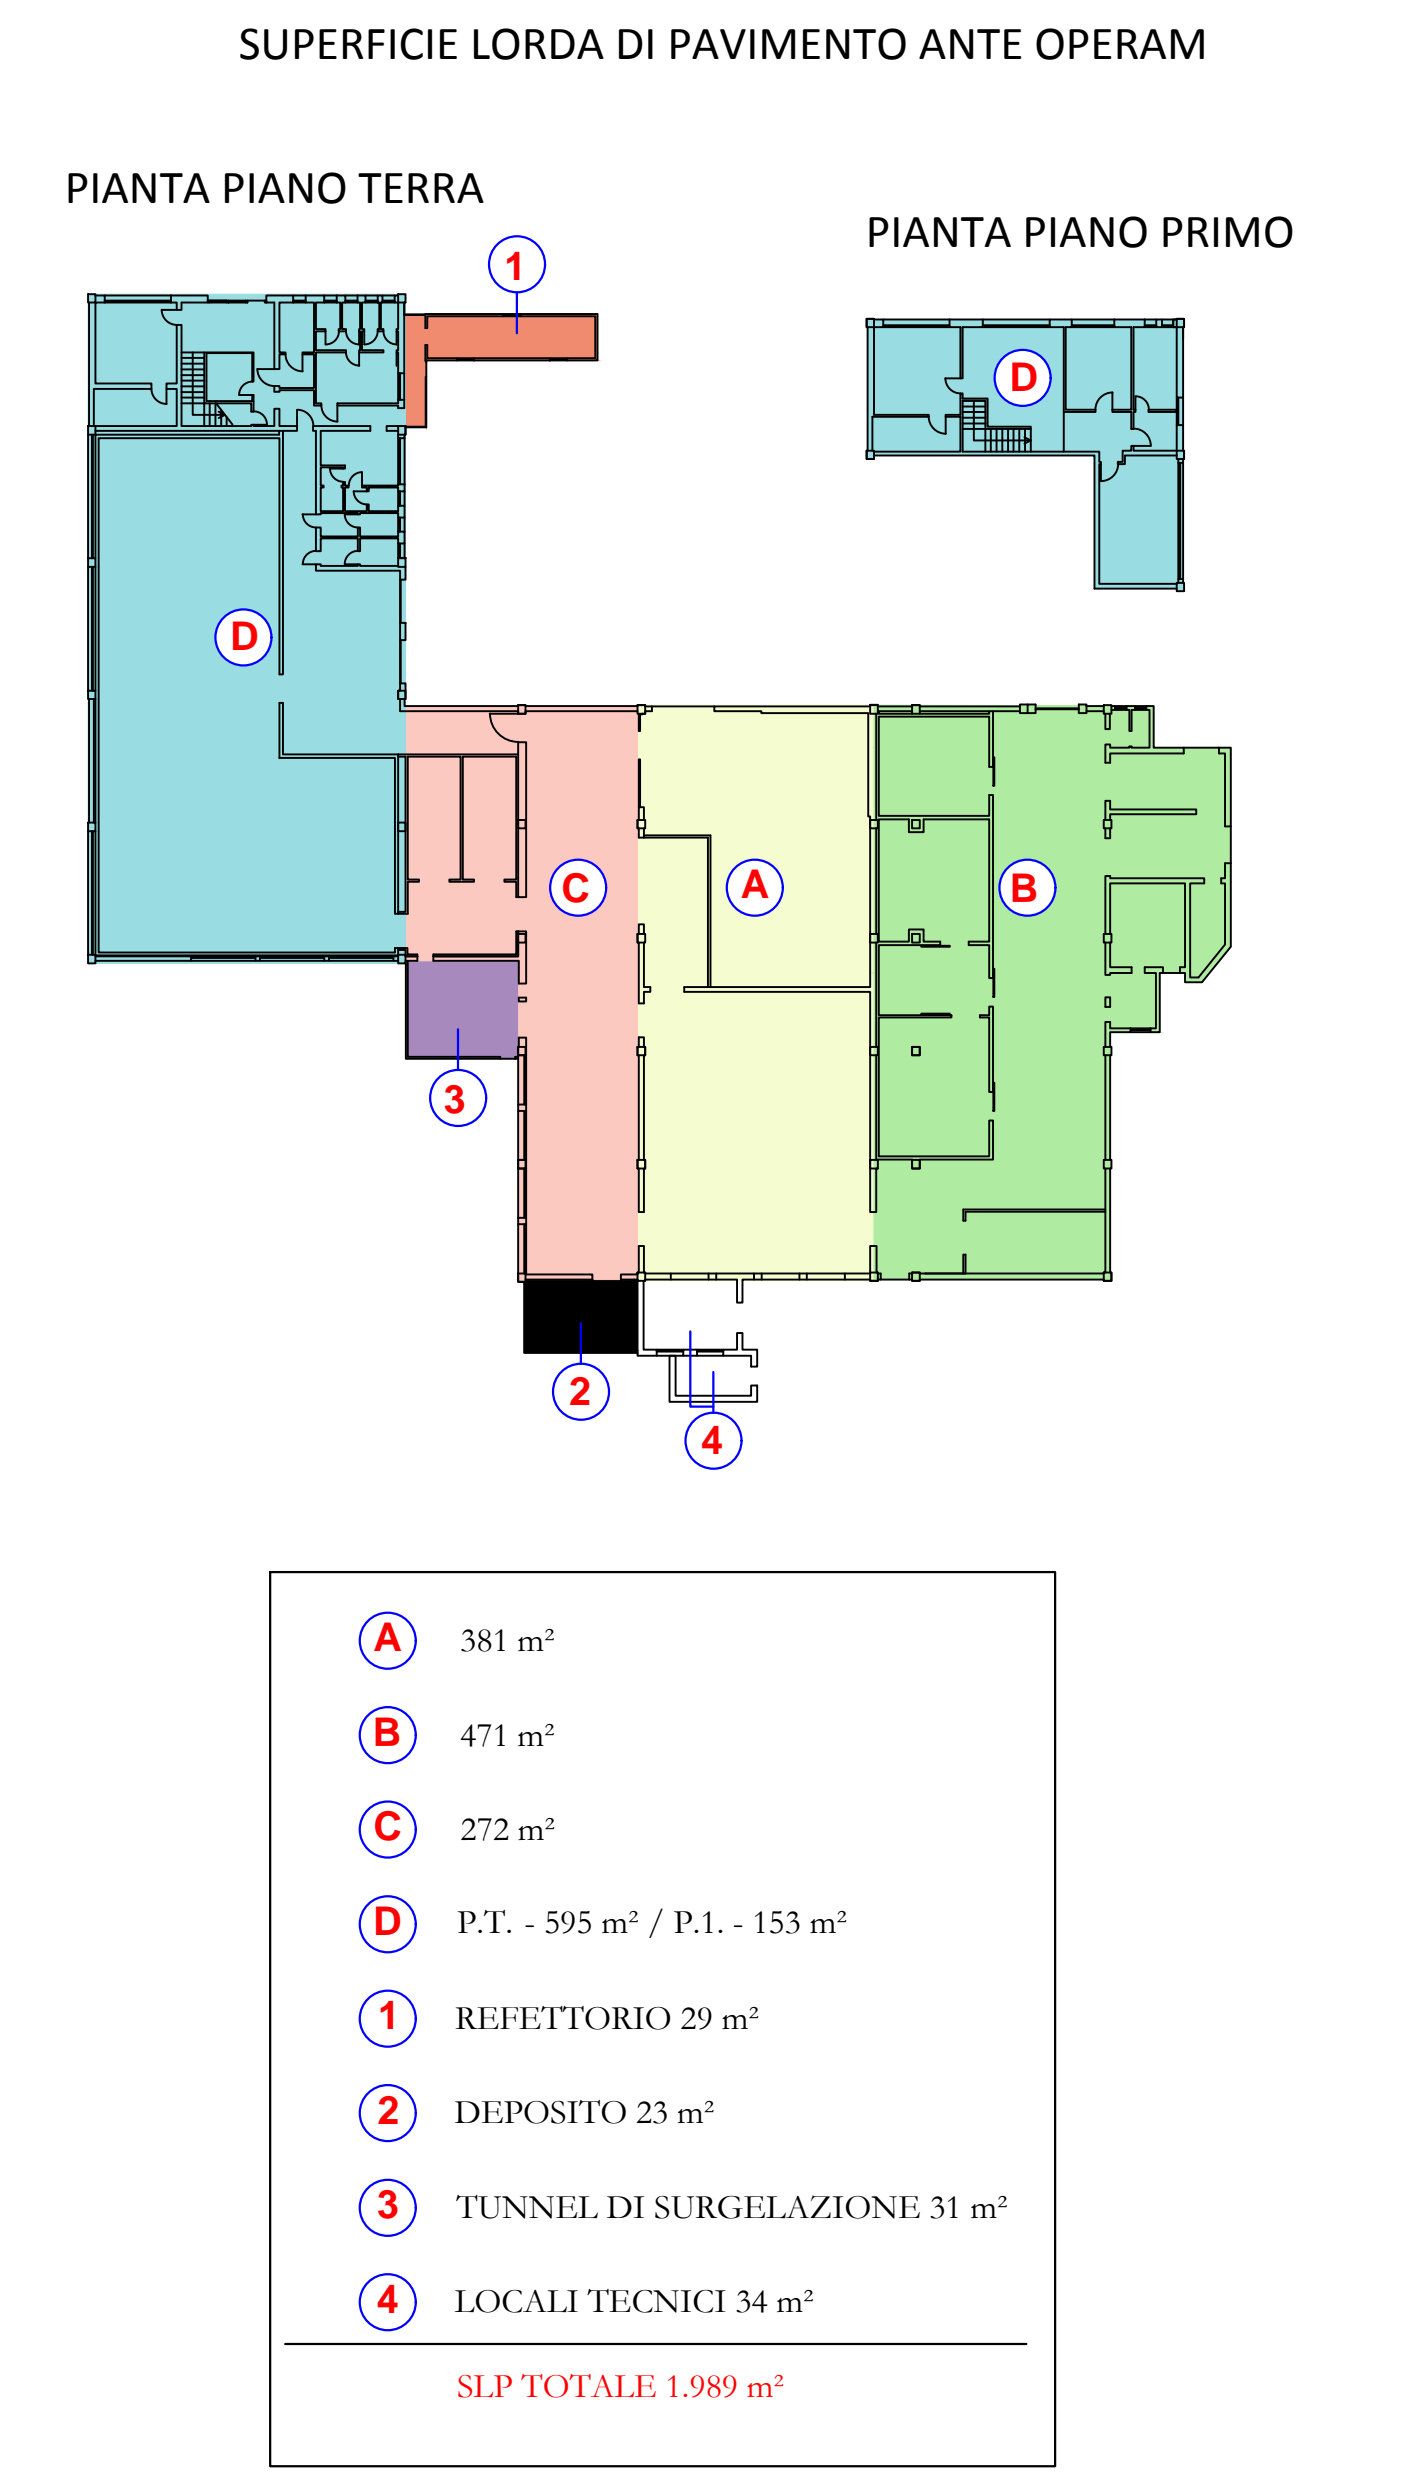 SUPERFICIE LORDA DI PAVIMENTO ANTE OPERAM
PIANTA PIANO TERRA
PIANTA PIANO PRIMO
1
D
D
C
A
B
3
2
4
A 381 m²
B 471 m²
C 272 m²
D P.T. - 595 m² / P.1. - 153 m²
1 REFETTORIO 29 m²
2 DEPOSITO 23 m²
3 TUNNEL DI SURGELAZIONE 31 m²
4 LOCALI TECNICI 34 m²
SLP TOTALE 1.989 m²